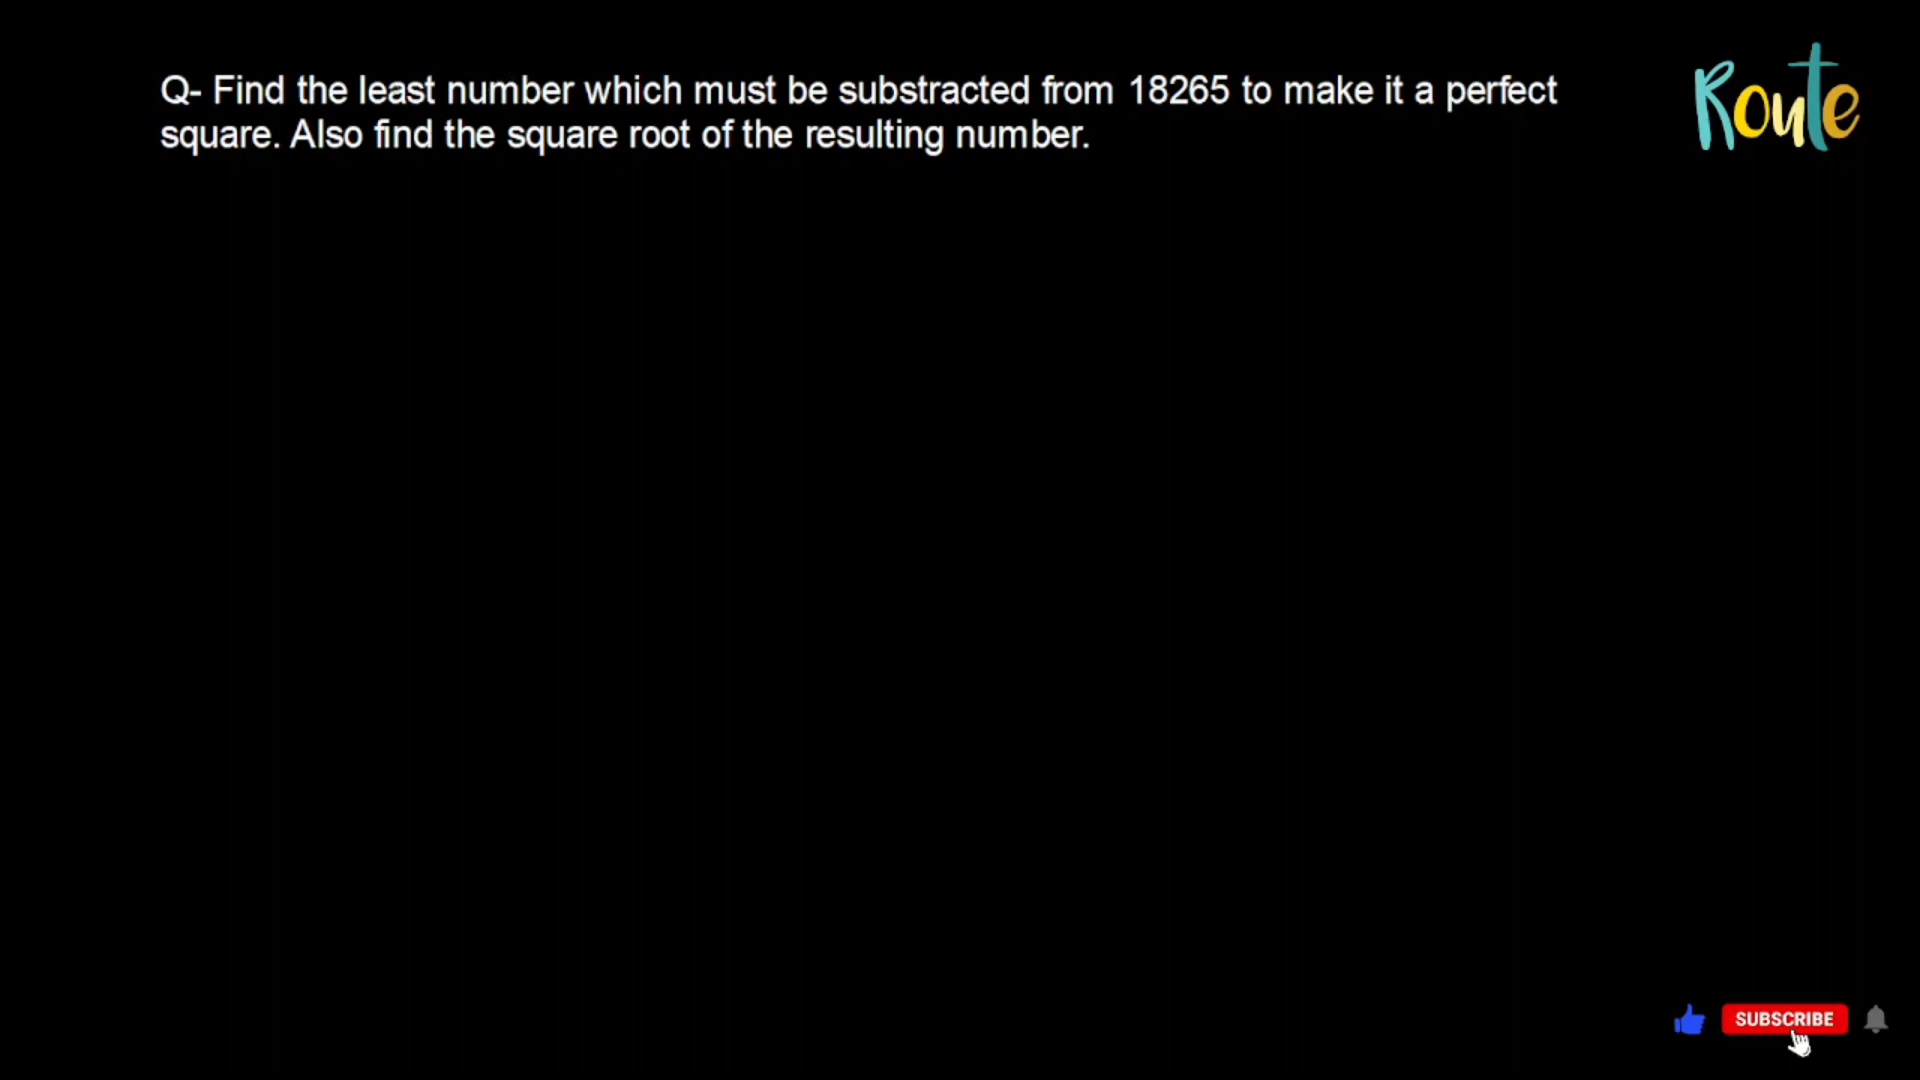 Q- Find the least number which must be substracted from 18265 to make it a perfect
square. Also find the square root of the resulting number.
Route
SUBSCRIBE